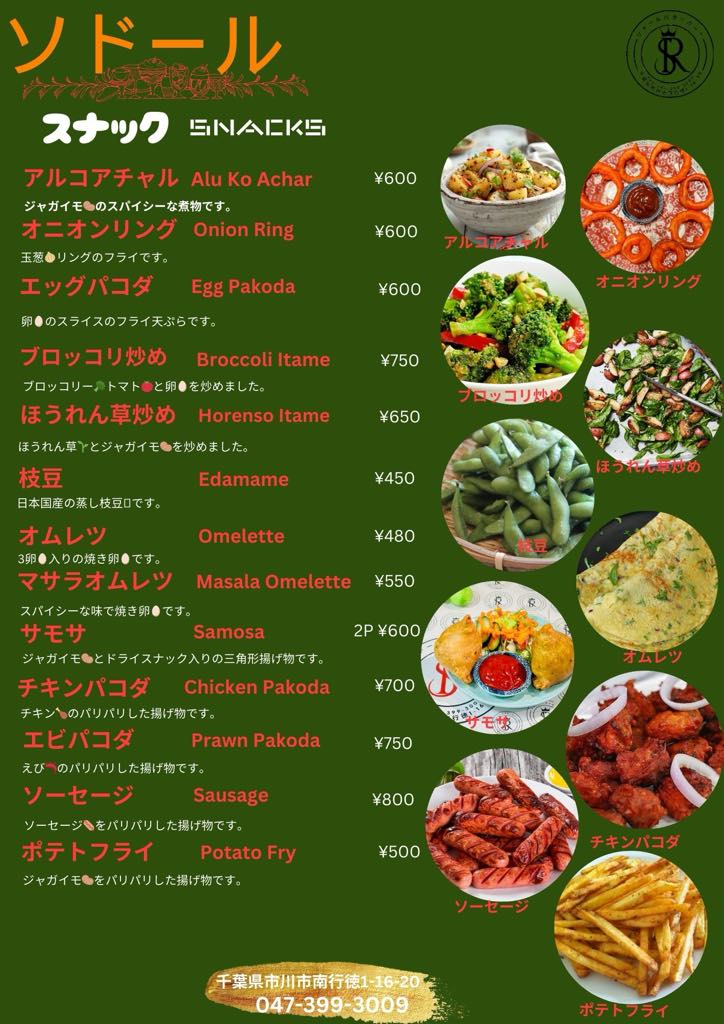 ソドール
スナック SNACKS
アルコアチャル Alu Ko Achar ¥600
ジャガイモ🥔のスパイシーな煮物です。
オニオンリング Onion Ring ¥600
玉葱🧅リングのフライです。
エッグパコダ Egg Pakoda ¥600
卵🥚のスライスのフライ天ぷらです。
ブロッコリ炒め Broccoli Itame ¥750
ブロッコリー🥦トマト🍅と卵🥚を炒めました。
ほうれん草炒め Horenso Itame ¥650
ほうれん草🌱とジャガイモ🥔を炒めました。
枝豆 Edamame ¥450
日本国産の蒸し枝豆▯です。
オムレツ Omelette ¥480
3卵🥚入りの焼き卵🥚です。
マサラオムレツ Masala Omelette ¥550
スパイシーな味で焼き卵🥚です。
サモサ Samosa 2P ¥600
ジャガイモ🥔とドライスナック入りの三角形揚げ物です。
チキンパコダ Chicken Pakoda ¥700
チキン🍗のパリパリした揚げ物です。
エビパコダ Prawn Pakoda ¥750
えび🦐のパリパリした揚げ物です。
ソーセージ Sausage ¥800
ソーセージ🌭をパリパリした揚げ物です。
ポテトフライ Potato Fry ¥500
ジャガイモ🥔をパリパリした揚げ物です。
アルコアチャル
オニオンリング
ブロッコリ炒め
ほうれん草炒め
枝豆
オムレツ
サモサ
チキンパコダ
ソーセージ
ポテトフライ
千葉県市川市南行徳1-16-20
047-399-3009